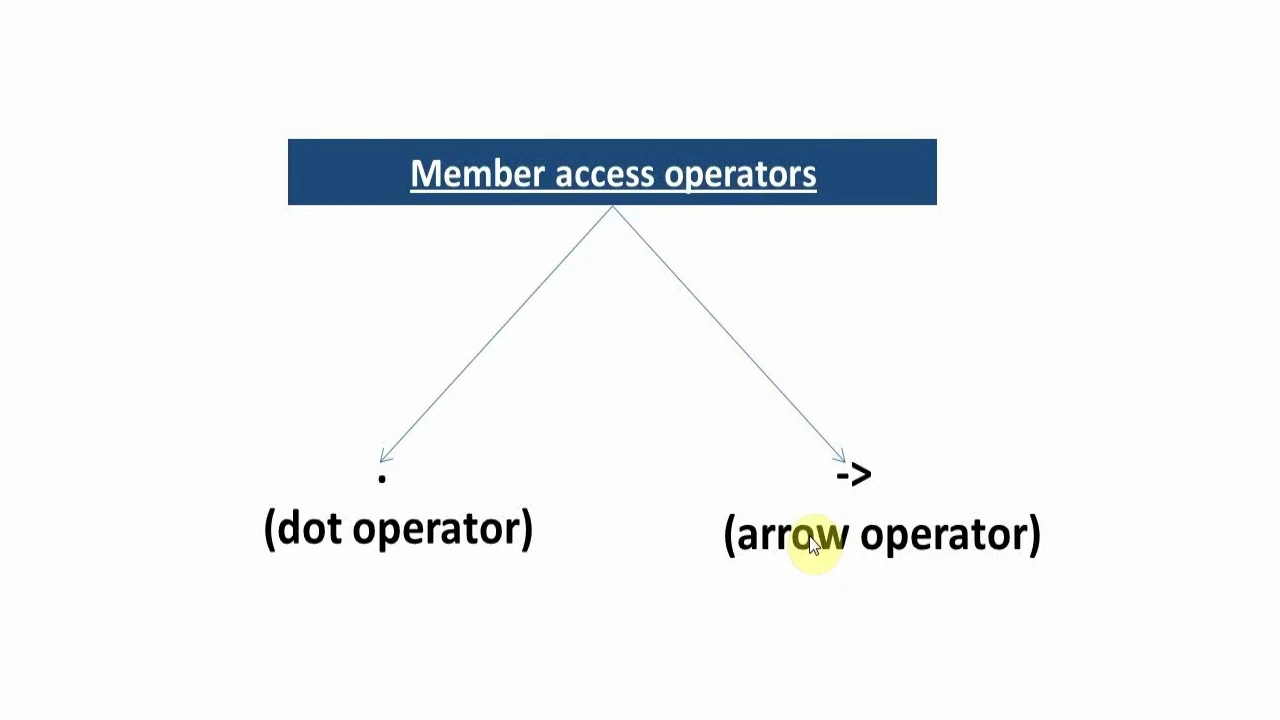 Member access operators
.
->
(dot operator)
(arrow operator)